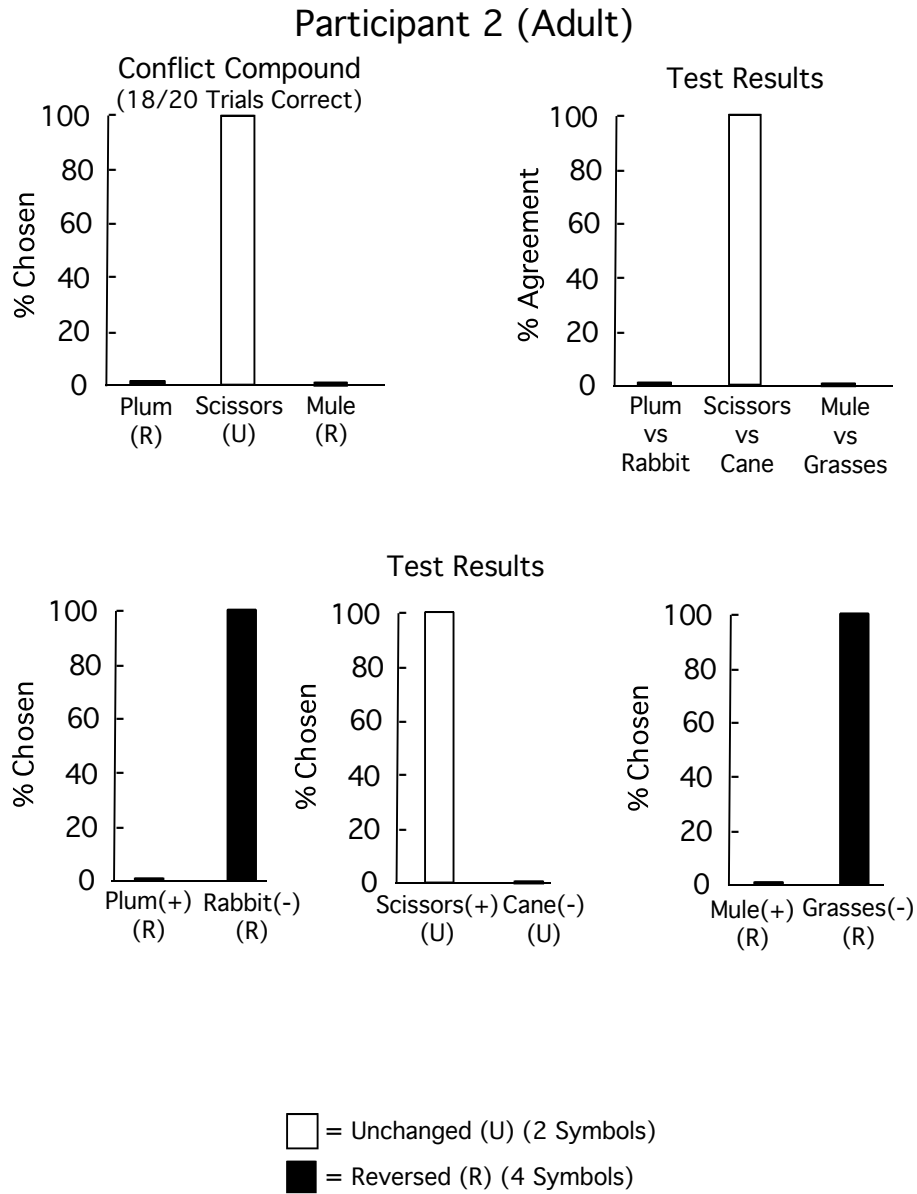 Participant 2 (Adult)
Conflict Compound
(18/20 Trials Correct)
% Chosen
100
80
60
40
20
0
Plum Scissors Mule
(R) (U) (R)
Test Results
% Agreement
100
80
60
40
20
0
Plum Scissors Mule
vs vs vs
Rabbit Cane Grasses
Test Results
% Chosen
100
80
60
40
20
0
Plum(+) Rabbit(-)
(R) (R)
% Chosen
100
80
60
40
20
0
Scissors(+) Cane(-)
(U) (U)
% Chosen
100
80
60
40
20
0
Mule(+) Grasses(-)
(R) (R)
= Unchanged (U) (2 Symbols)
= Reversed (R) (4 Symbols)